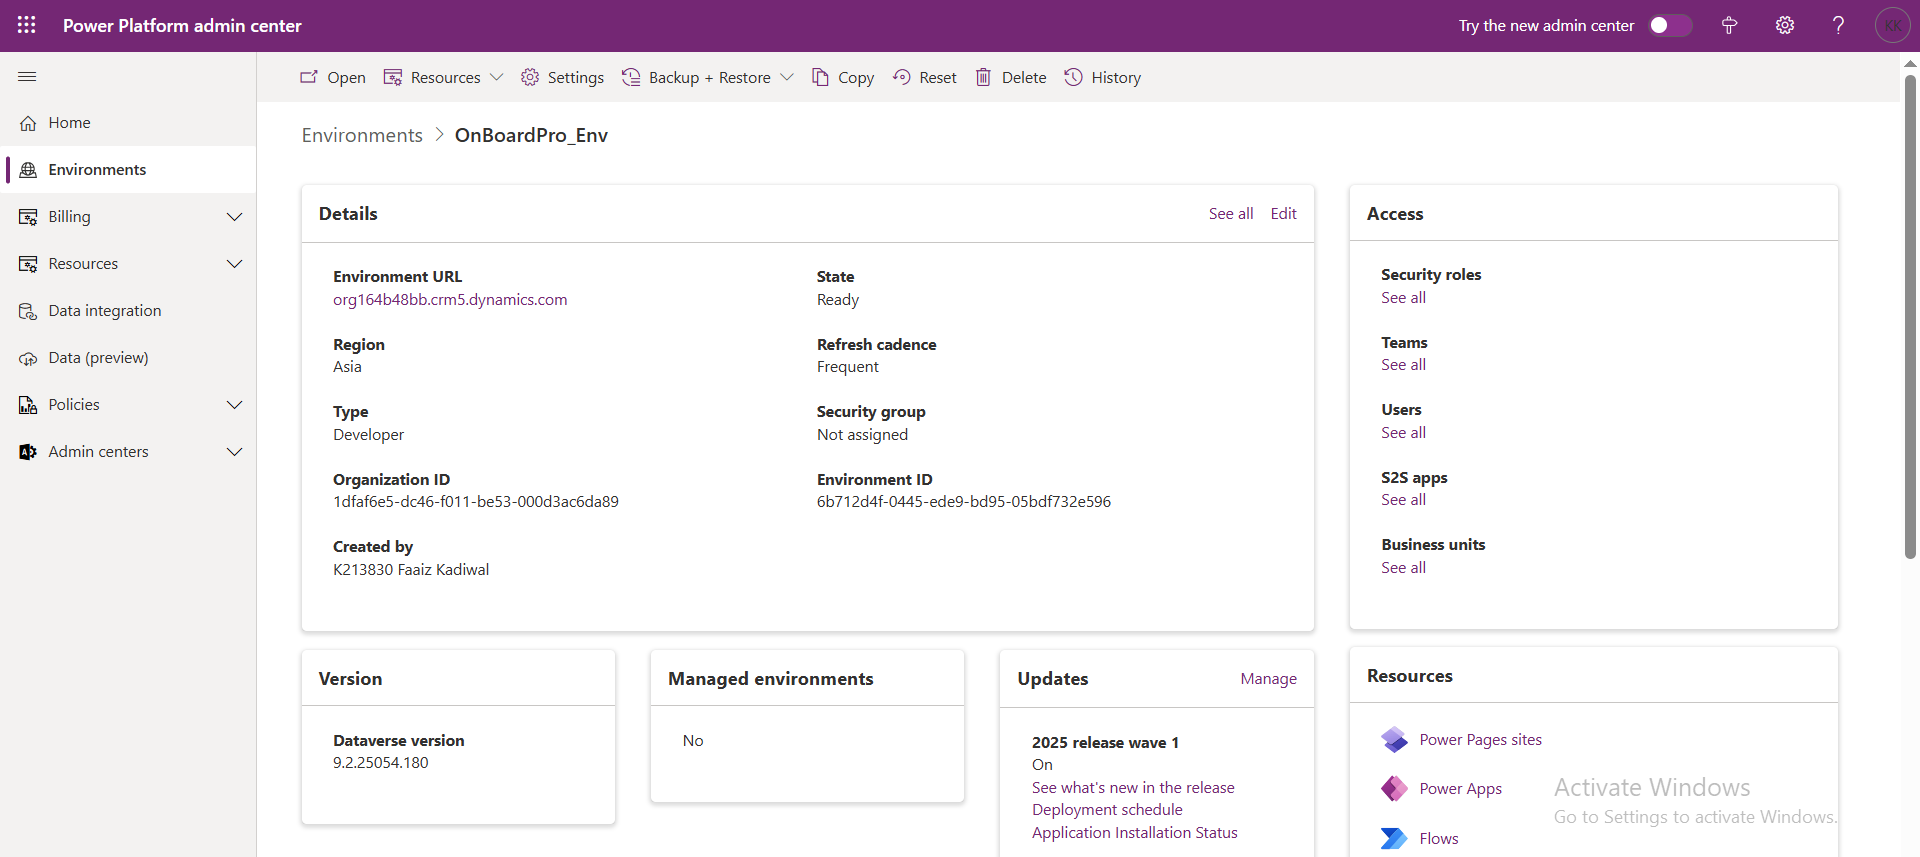 Power Platform admin center
Try the new admin center
KK
Open Resources Settings Backup + Restore Copy Reset Delete History
Home
Environments
Billing
Resources
Data integration
Data (preview)
Policies
Admin centers
Environments > OnBoardPro_Env
Details See all Edit
Environment URL
org164b48bb.crm5.dynamics.com
State
Ready
Region
Asia
Refresh cadence
Frequent
Type
Developer
Security group
Not assigned
Organization ID
1dfaf6e5-dc46-f011-be53-000d3ac6da89
Environment ID
6b712d4f-0445-ede9-bd95-05bdf732e596
Created by
K213830 Faaiz Kadiwal
Access
Security roles
See all
Teams
See all
Users
See all
S2S apps
See all
Business units
See all
Version
Dataverse version
9.2.25054.180
Managed environments
No
Updates Manage
2025 release wave 1
On
See what's new in the release
Deployment schedule
Application Installation Status
Resources
Power Pages sites
Power Apps
Flows
Activate Windows
Go to Settings to activate Windows.